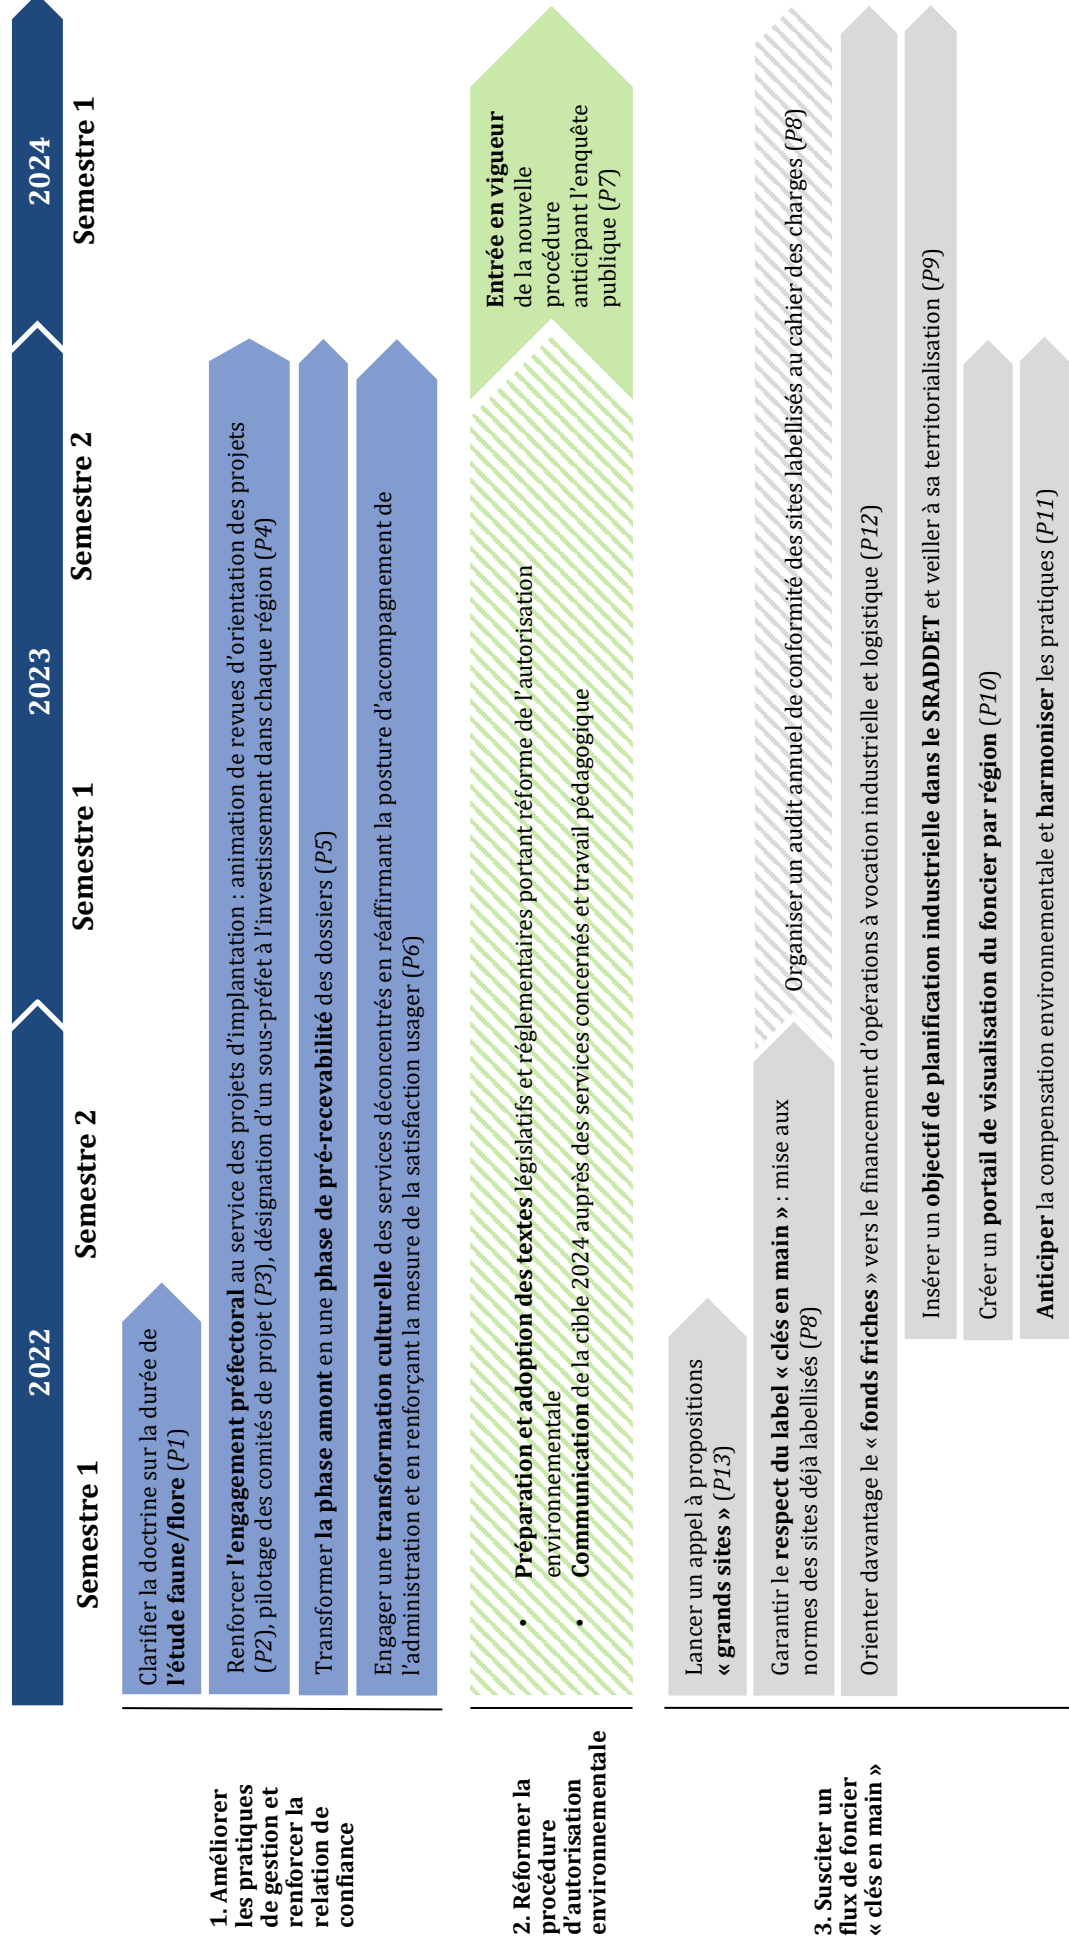 2022
2023
2024
Semestre 1
Semestre 2
Semestre 1
Semestre 2
Semestre 1
1. Améliorer
les pratiques
de gestion et
renforcer la
relation de
confiance
Clarifier la doctrine sur la durée de
l'étude faune/flore (P1)
Renforcer l'engagement préfectoral au service des projets d'implantation : animation de revues d'orientation des projets
(P2), pilotage des comités de projet (P3), désignation d'un sous-préfet à l'investissement dans chaque région (P4)
Transformer la phase amont en une phase de pré-recevabilité des dossiers (P5)
Engager une transformation culturelle des services déconcentrés en réaffirmant la posture d'accompagnement de
l'administration et en renforçant la mesure de la satisfaction usager (P6)
2. Réformer la
procédure
d'autorisation
environnementale
• Préparation et adoption des textes législatifs et réglementaires portant réforme de l'autorisation
environnementale
• Communication de la cible 2024 auprès des services concernés et travail pédagogique
Entrée en vigueur
de la nouvelle
procédure
anticipant l'enquête
publique (P7)
3. Susciter un
flux de foncier
« clés en main »
Lancer un appel à propositions
« grands sites » (P13)
Garantir le respect du label « clés en main » : mise aux
normes des sites déjà labellisés (P8)
Organiser un audit annuel de conformité des sites labellisés au cahier des charges (P8)
Orienter davantage le « fonds friches » vers le financement d'opérations à vocation industrielle et logistique (P12)
Insérer un objectif de planification industrielle dans le SRADDET et veiller à sa territorialisation (P9)
Créer un portail de visualisation du foncier par région (P10)
Anticiper la compensation environnementale et harmoniser les pratiques (P11)